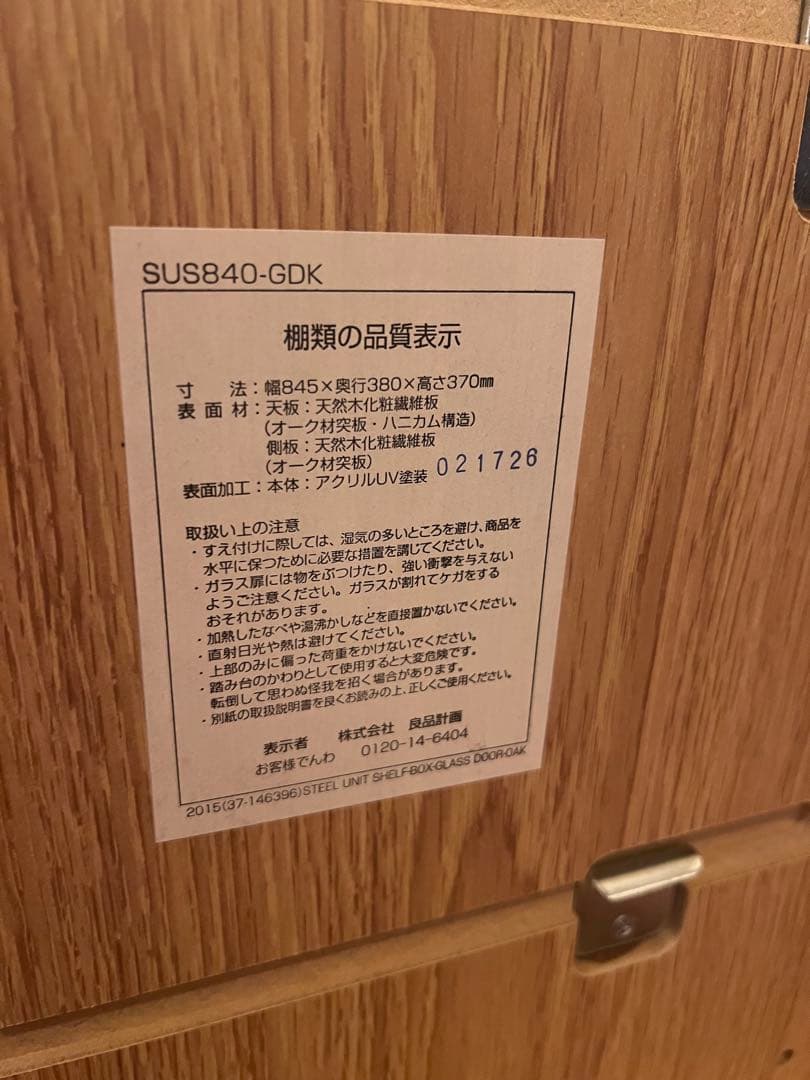 SUS840-GDK
棚類の品質表示
寸　法：幅845×奥行380×高さ370㎜
表面材：天板：天然木化粧繊維板
(オーク材突板・ハニカム構造)
側板：天然木化粧繊維板
(オーク材突板)
021726
表面加工：本体：アクリルUV塗装
取扱い上の注意
・すえ付けに際しては、湿気の多いところを避け、商品を
水平に保つために必要な措置を講じてください。
・ガラス扉には物をぶつけたり、強い衝撃を与えない
ようご注意ください。ガラスが割れてケガをする
おそれがあります。
・加熱したなべや湯沸かしなどを直接置かないでください。
・直射日光や熱は避けてください。
・上部のみに偏った荷重をかけないでください。
・踏み台のかわりとして使用すると大変危険です。
転倒して思わぬ怪我を招く場合があります。
・別紙の取扱説明書を良くお読みの上、正しくご使用ください。
表示者　株式会社 良品計画
お客様でんわ　0120-14-6404
2015(37-146396)STEEL UNIT SHELF-BOX-GLASS DOOR-OAK